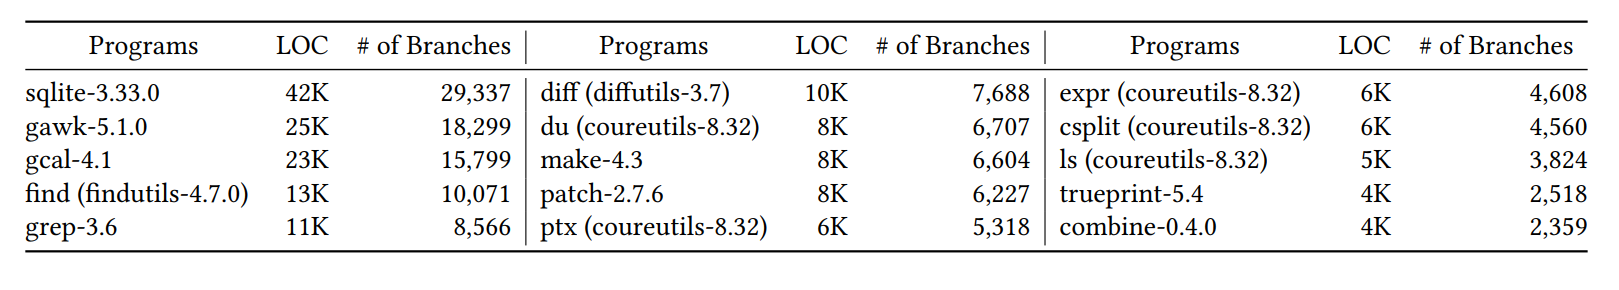 Programs LOC # of Branches Programs LOC # of Branches Programs LOC # of Branches
sqlite-3.33.0 42K 29,337 diff (diffutils-3.7) 10K 7,688 expr (coureutils-8.32) 6K 4,608
gawk-5.1.0 25K 18,299 du (coureutils-8.32) 8K 6,707 csplit (coureutils-8.32) 6K 4,560
gcal-4.1 23K 15,799 make-4.3 8K 6,604 ls (coureutils-8.32) 5K 3,824
find (findutils-4.7.0) 13K 10,071 patch-2.7.6 8K 6,227 trueprint-5.4 4K 2,518
grep-3.6 11K 8,566 ptx (coureutils-8.32) 6K 5,318 combine-0.4.0 4K 2,359